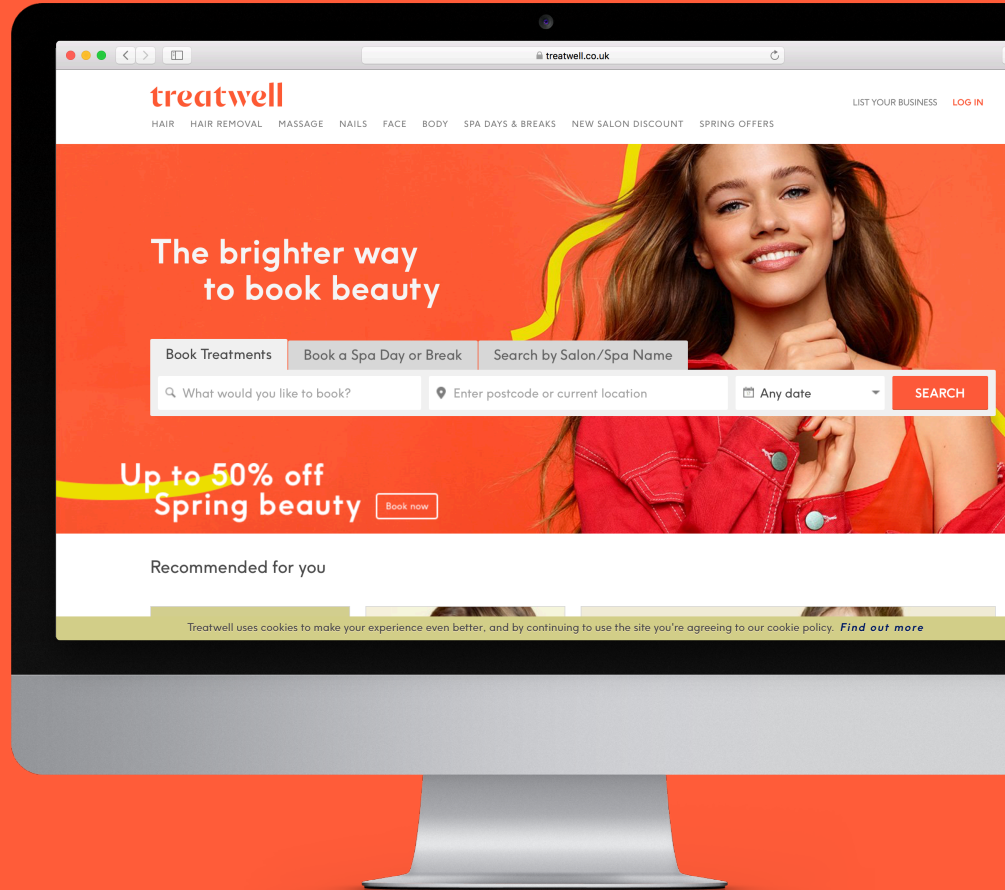 treatwell.co.uk
treatwell
LIST YOUR BUSINESS LOG IN
HAIR HAIR REMOVAL MASSAGE NAILS FACE BODY SPA DAYS & BREAKS NEW SALON DISCOUNT SPRING OFFERS
The brighter way
to book beauty
Book Treatments Book a Spa Day or Break Search by Salon/Spa Name
What would you like to book? Enter postcode or current location Any date SEARCH
Up to 50% off
Spring beauty Book now
Recommended for you
Treatwell uses cookies to make your experience even better, and by continuing to use the site you're agreeing to our cookie policy. Find out more